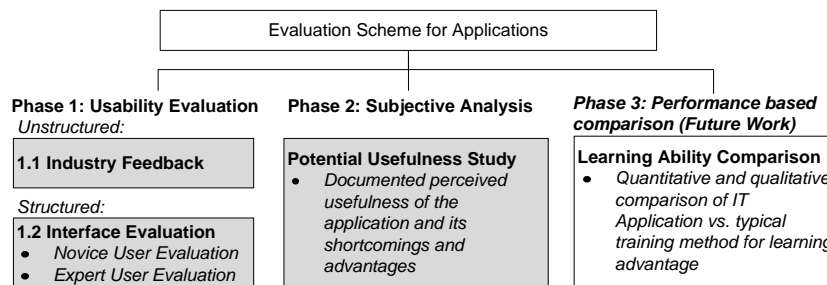 Evaluation Scheme for Applications
Phase 1: Usability Evaluation
Unstructured:
1.1 Industry Feedback
Structured:
1.2 Interface Evaluation
• Novice User Evaluation
• Expert User Evaluation
Phase 2: Subjective Analysis
Potential Usefulness Study
• Documented perceived
usefulness of the
application and its
shortcomings and
advantages
Phase 3: Performance based
comparison (Future Work)
Learning Ability Comparison
• Quantitative and qualitative
comparison of IT
Application vs. typical
training method for learning
advantage